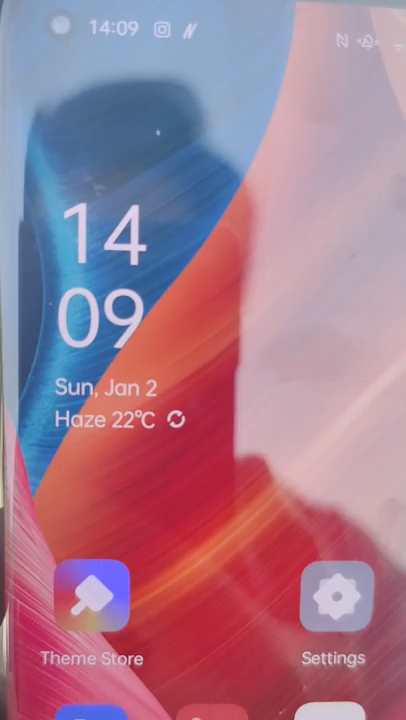 14:09
14
09
Sun, Jan 2
Haze 22℃
Theme Store
Settings